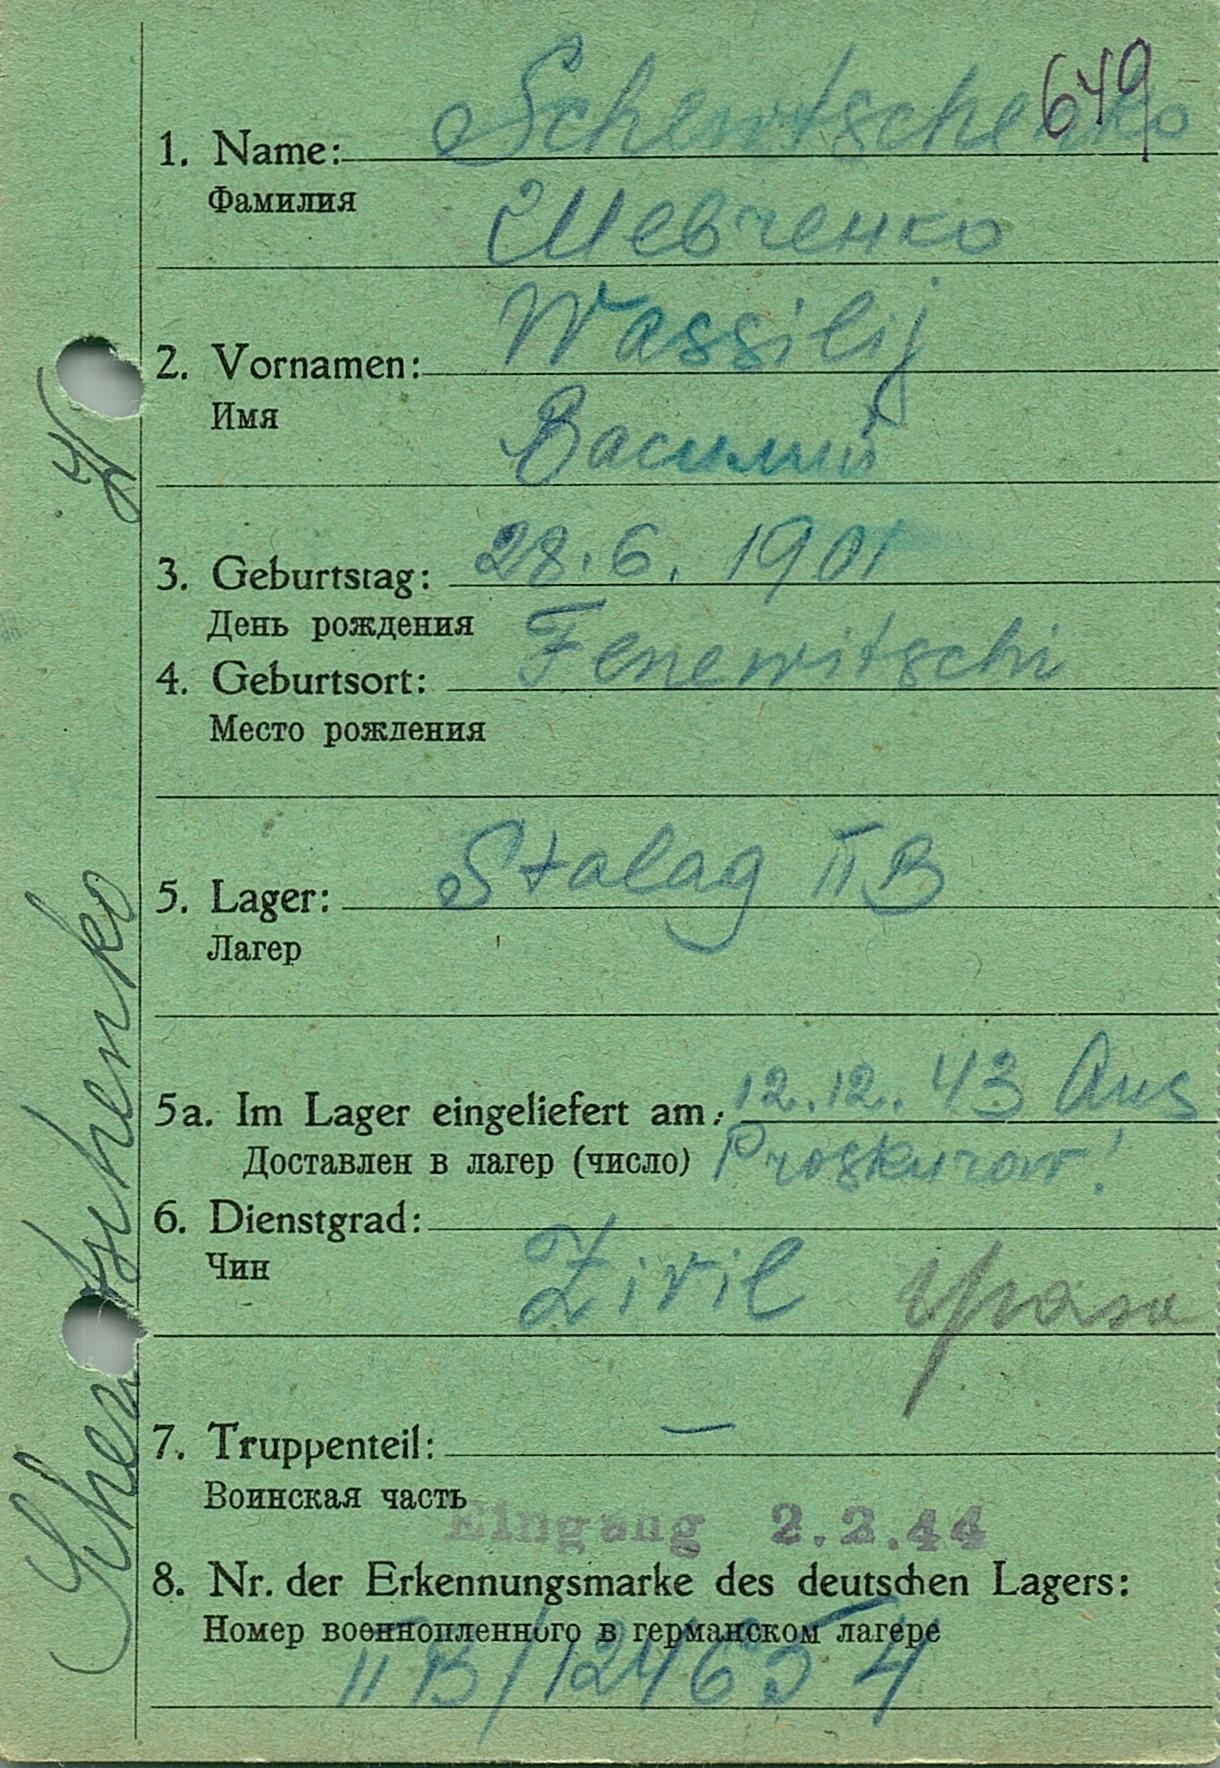 649
1. Name: Schewtschenko
Фамилия
Шевченко
2. Vornamen: Wassilij
Имя
Василий
3. Geburtstag: 28.6.1901
День рождения
4. Geburtsort: Fenewitschi
Место рождения
5. Lager: Stalag II B
Лагер
5a. Im Lager eingeliefert am: 12.12.43 Aus
Доставлен в лагер (число) Proskurow!
6. Dienstgrad:
Чин
Zivil
7. Truppenteil: —
Воинская часть
Eingang 2.2.44
8. Nr. der Erkennungsmarke des deutschen Lagers:
Номер военнопленного в германском лагере
II B/124654
Schewtschenko W.